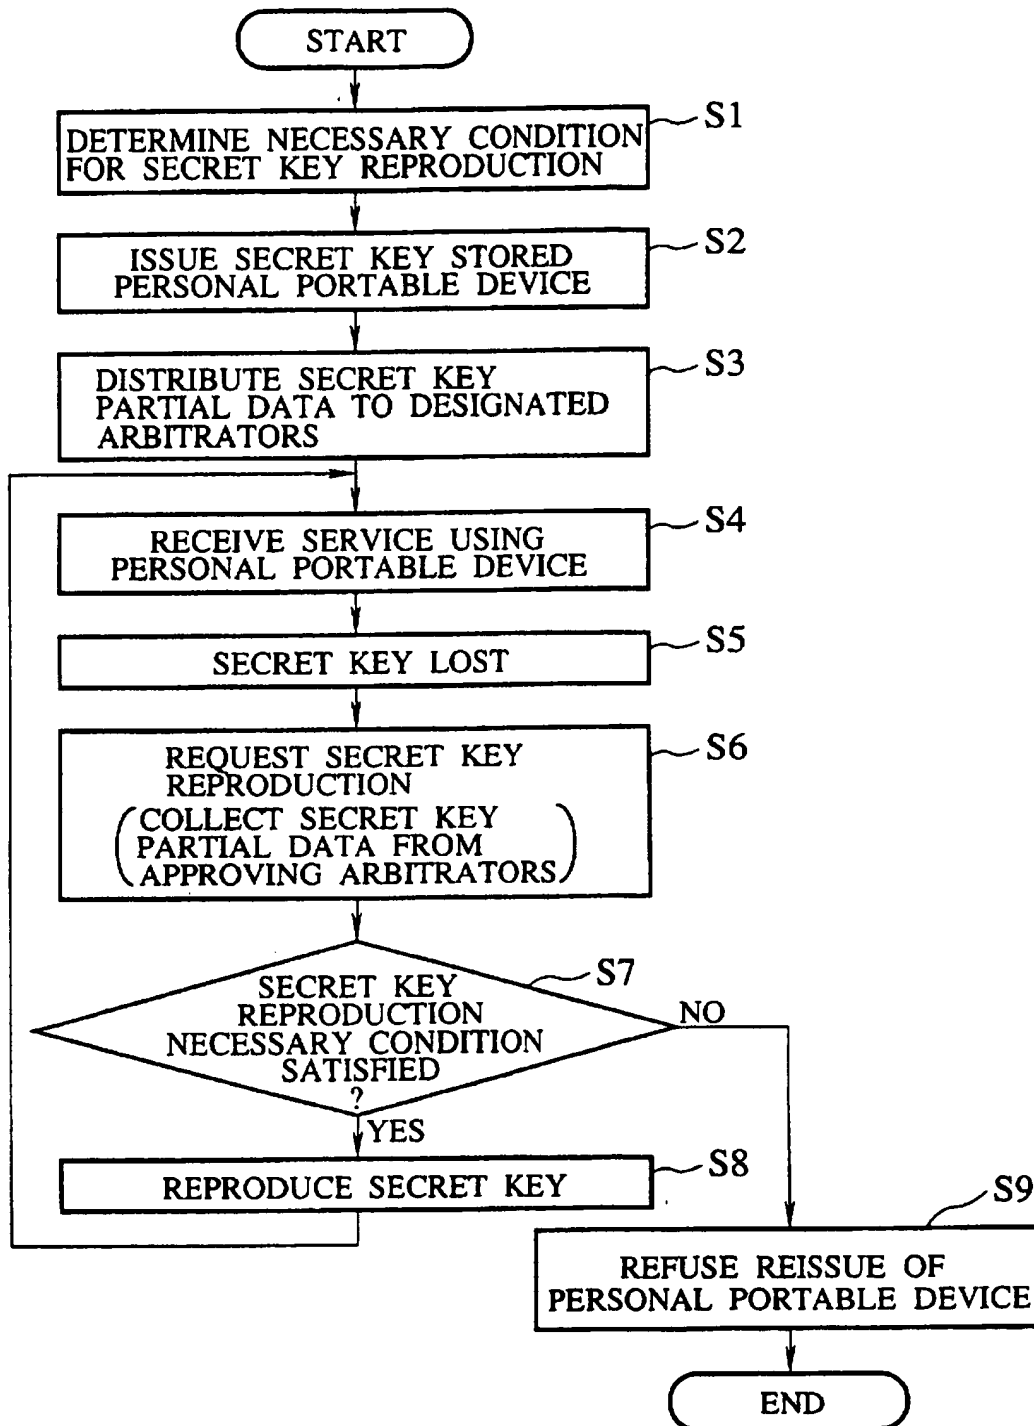 START
S1
DETERMINE NECESSARY CONDITION
FOR SECRET KEY REPRODUCTION
S2
ISSUE SECRET KEY STORED
PERSONAL PORTABLE DEVICE
S3
DISTRIBUTE SECRET KEY
PARTIAL DATA TO DESIGNATED
ARBITRATORS
S4
RECEIVE SERVICE USING
PERSONAL PORTABLE DEVICE
S5
SECRET KEY LOST
S6
REQUEST SECRET KEY
REPRODUCTION
(COLLECT SECRET KEY
PARTIAL DATA FROM
APPROVING ARBITRATORS)
S7
SECRET KEY
REPRODUCTION
NECESSARY CONDITION
SATISFIED
?
NO
YES
S8
REPRODUCE SECRET KEY
S9
REFUSE REISSUE OF
PERSONAL PORTABLE DEVICE
END